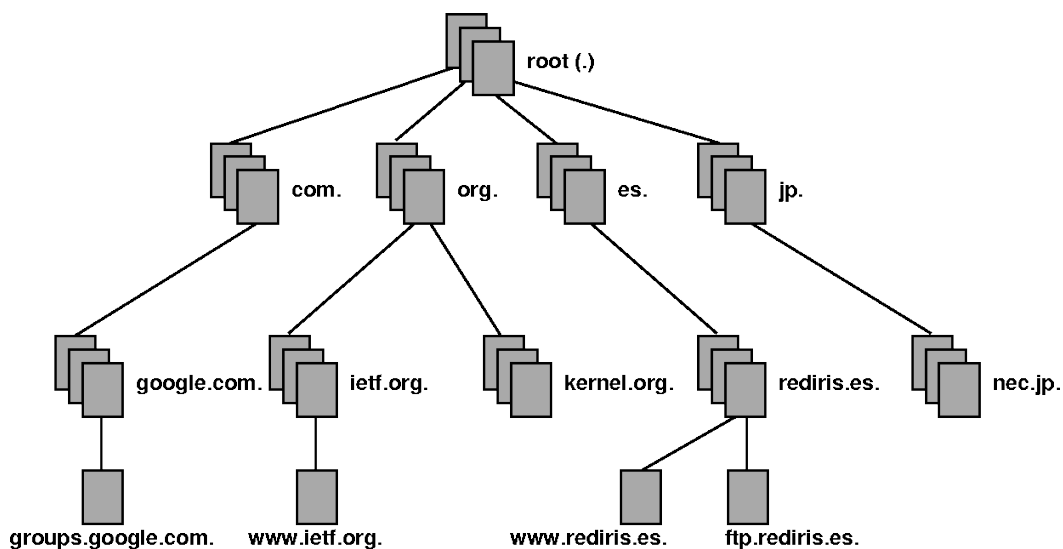 root (.)
com.
org.
es.
jp.
google.com.
ietf.org.
kernel.org.
rediris.es.
nec.jp.
groups.google.com.
www.ietf.org.
www.rediris.es.
ftp.rediris.es.